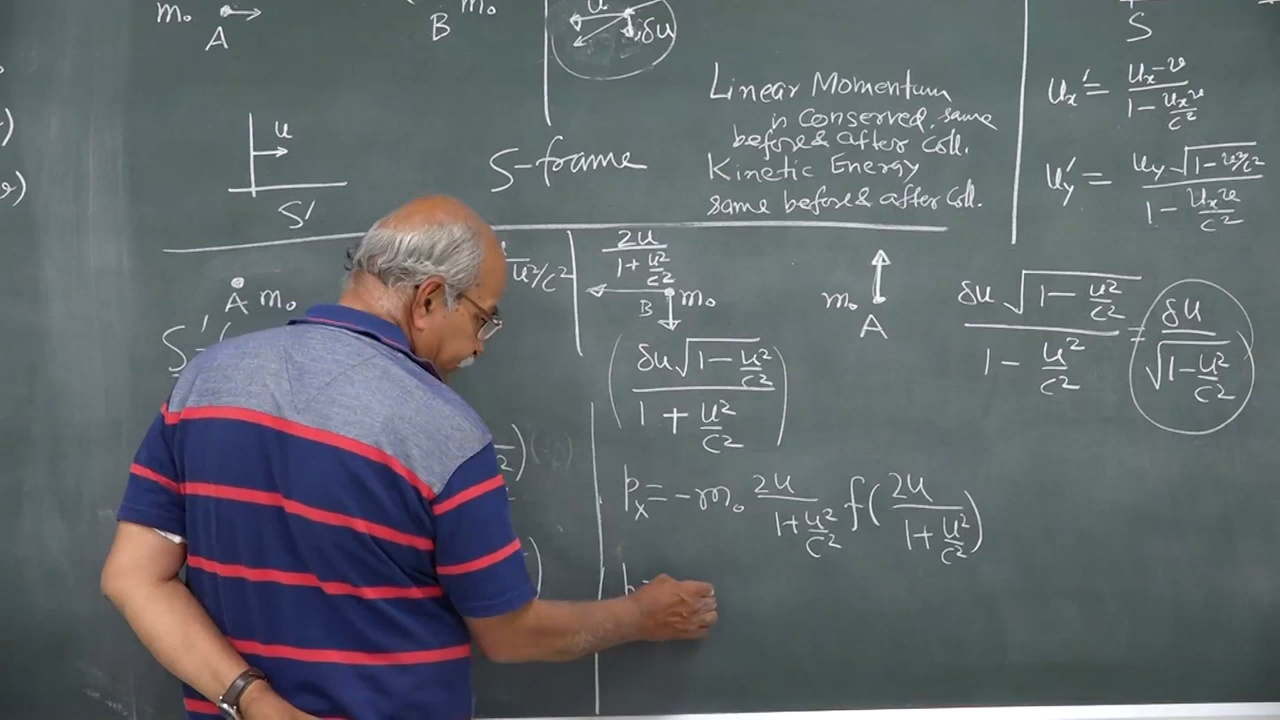 m₀
A
B
m₀
u
δu
S
Linear Momentum
is Conserved, same
before & after Coll.
Kinetic Energy
same before & after Coll.
uₓ' = (uₓ - v)/(1 - uₓv/c²)
u_y' = (u_y √(1 - v²/c²))/(1 - uₓv/c²)
u
S'
S-frame
A m₀
S'
u²/c²
2u/(1 + u²/c²)
B m₀
m₀
A
(δu √(1 - u²/c²))/(1 - u²/c²) = δu/√(1 - u²/c²)
((δu √(1 - u²/c²))/(1 + u²/c²))
pₓ = -m₀ (2u/(1 + u²/c²)) f(2u/(1 + u²/c²))